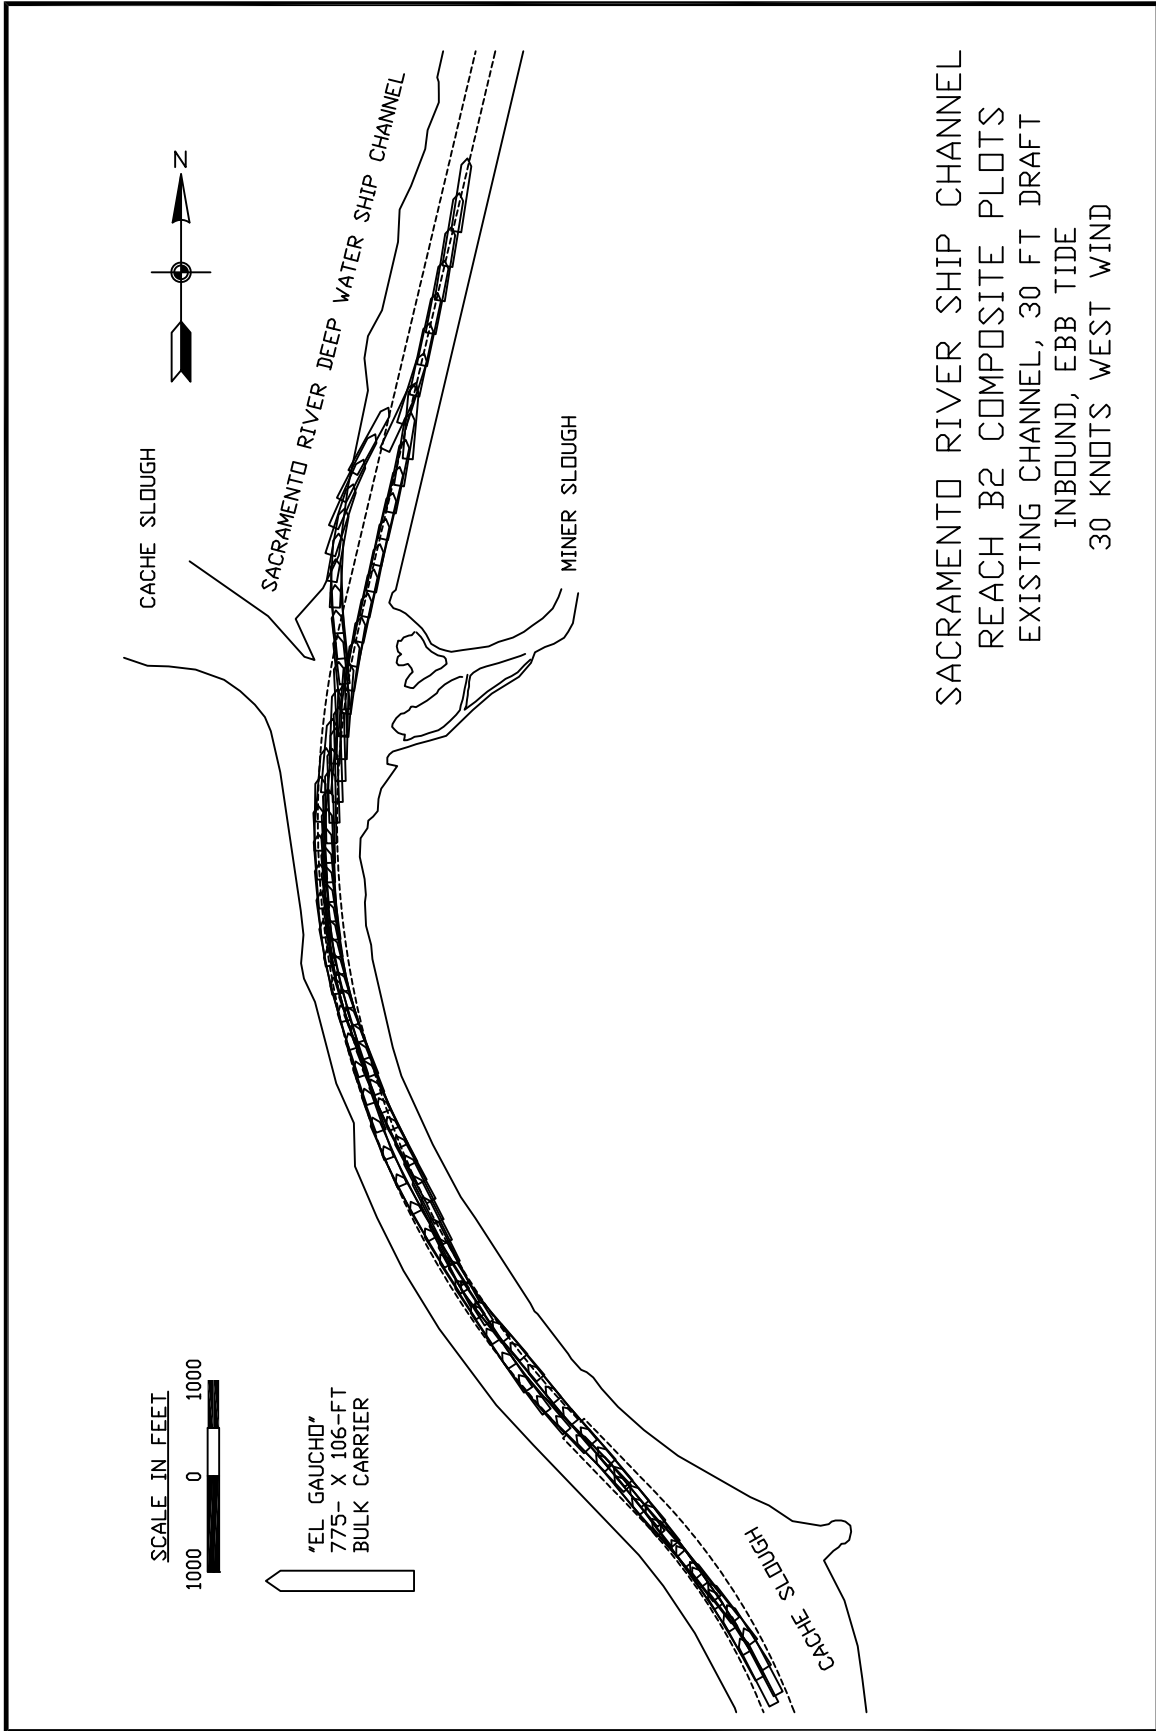 CACHE SLOUGH
N
SACRAMENTO RIVER DEEP WATER SHIP CHANNEL
MINER SLOUGH
CACHE SLOUGH
SCALE IN FEET
1000 0 1000
"EL GAUCHO"
775- X 106-FT
BULK CARRIER
SACRAMENTO RIVER SHIP CHANNEL
REACH B2 COMPOSITE PLOTS
EXISTING CHANNEL, 30 FT DRAFT
INBOUND, EBB TIDE
30 KNOTS WEST WIND